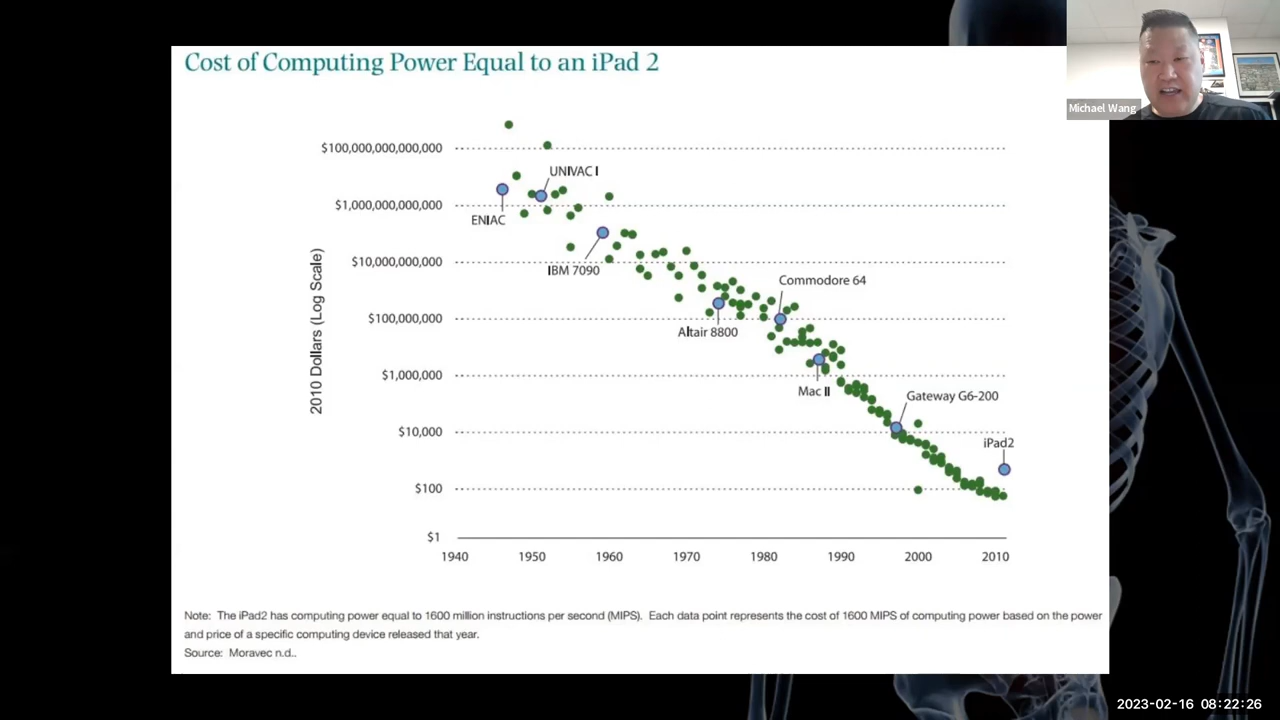 Cost of Computing Power Equal to an iPad 2
Michael Wang
$100,000,000,000,000
UNIVAC I
$1,000,000,000,000
ENIAC
$10,000,000,000
IBM 7090
Commodore 64
$100,000,000
Altair 8800
$1,000,000
Mac II
Gateway G6-200
$10,000
iPad2
$100
$1
2010 Dollars (Log Scale)
1940 1950 1960 1970 1980 1990 2000 2010
Note: The iPad2 has computing power equal to 1600 million instructions per second (MIPS). Each data point represents the cost of 1600 MIPS of computing power based on the power
and price of a specific computing device released that year.
Source: Moravec n.d..
2023-02-16 08:22:26